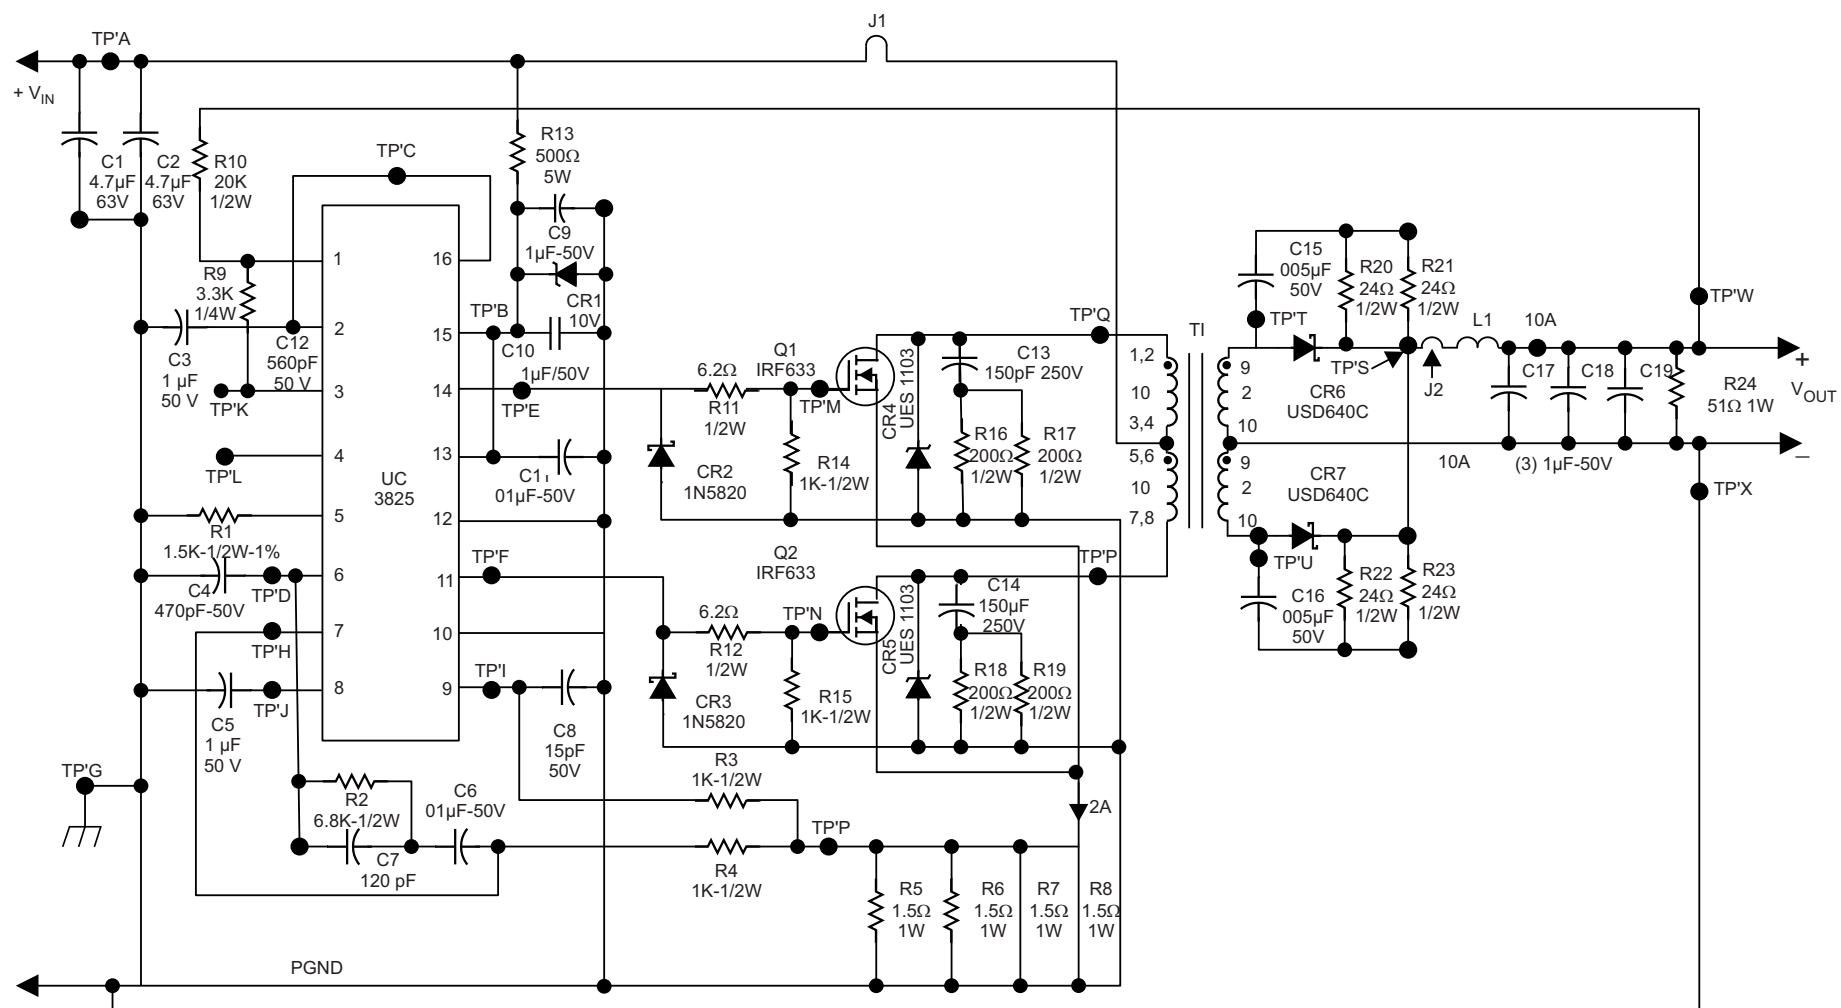 J1
TP'A
+ VIN
C1
4.7µF
63V
C2
4.7µF
63V
R10
20K
1/2W
TP'C
R13
500Ω
5W
C9
1µF-50V
CR1
10V
TP'B
C10
1µF/50V
R9
3.3K
1/4W
C3
1 µF
50 V
C12
560pF
50 V
TP'K
TP'L
1
2
3
4
5
6
7
8
16
15
14
13
12
11
10
9
UC
3825
R1
1.5K-1/2W-1%
C4
470pF-50V
TP'D
TP'H
C5
1 µF
50 V
TP'J
TP'G
TP'E
C11
01µF-50V
TP'F
TP'I
C8
15pF
50V
R2
6.8K-1/2W
C6
01µF-50V
C7
120 pF
PGND
6.2Ω
R11
1/2W
CR2
1N5820
Q1
IRF633
TP'M
R14
1K-1/2W
CR4
UES 1103
C13
150pF 250V
R16
200Ω
1/2W
R17
200Ω
1/2W
TP'Q
Q2
IRF633
6.2Ω
R12
1/2W
CR3
1N5820
TP'N
R15
1K-1/2W
CR5
UES 1103
C14
150µF
250V
R18
200Ω
1/2W
R19
200Ω
1/2W
TP'P
R3
1K-1/2W
R4
1K-1/2W
TP'P
2A
R5
1.5Ω
1W
R6
1.5Ω
1W
R7
1.5Ω
1W
R8
1.5Ω
1W
TI
1,2
10
3,4
5,6
10
7,8
9
2
10
9
2
10
C15
005µF
50V
R20
24Ω
1/2W
R21
24Ω
1/2W
TP'T
TP'S
CR6
USD640C
J2
L1
10A
C17
C18
C19
R24
51Ω 1W
TP'W
+
VOUT
–
10A
(3) 1µF-50V
TP'X
CR7
USD640C
TP'U
C16
005µF
50V
R22
24Ω
1/2W
R23
24Ω
1/2W